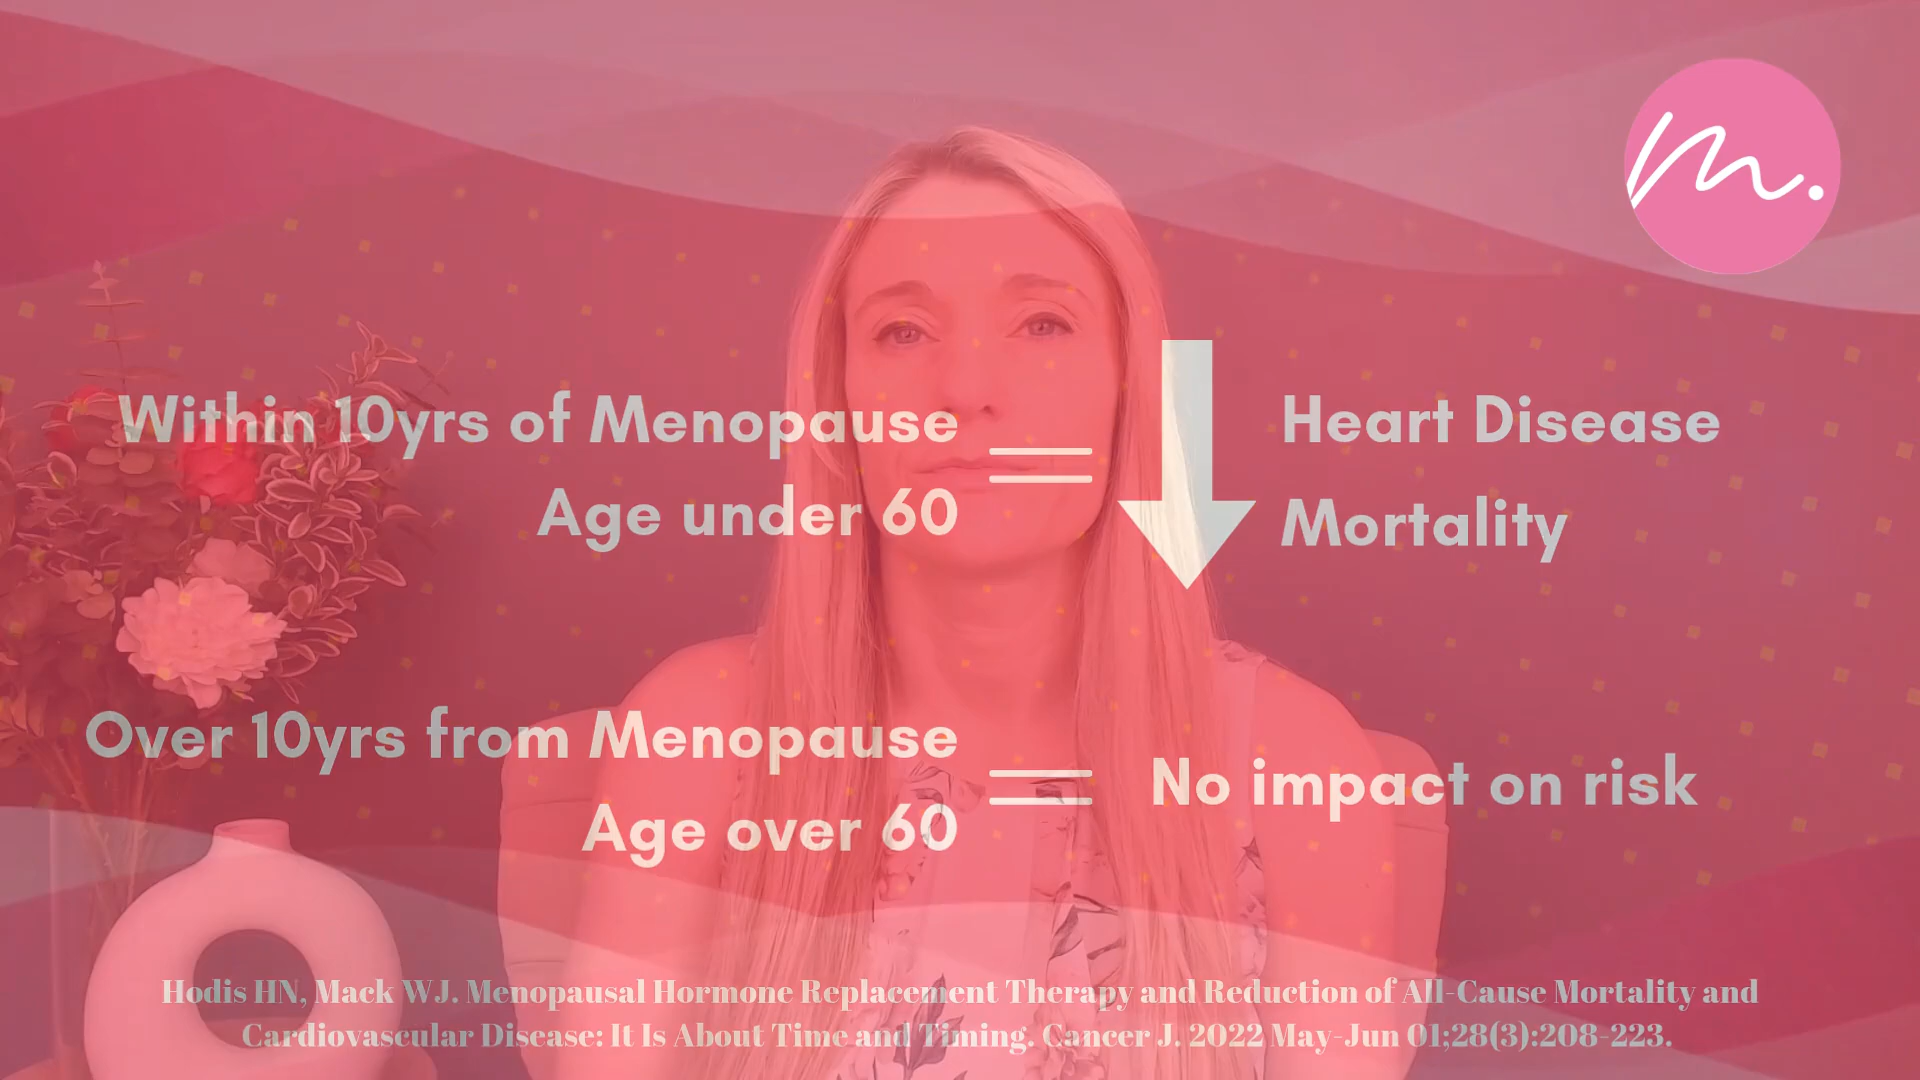 m.
Within 10yrs of Menopause
Age under 60
Heart Disease
Mortality
Over 10yrs from Menopause
Age over 60
No impact on risk
Hodis HN, Mack WJ. Menopausal Hormone Replacement Therapy and Reduction of All-Cause Mortality and
Cardiovascular Disease: It Is About Time and Timing. Cancer J. 2022 May-Jun 01;28(3):208-223.